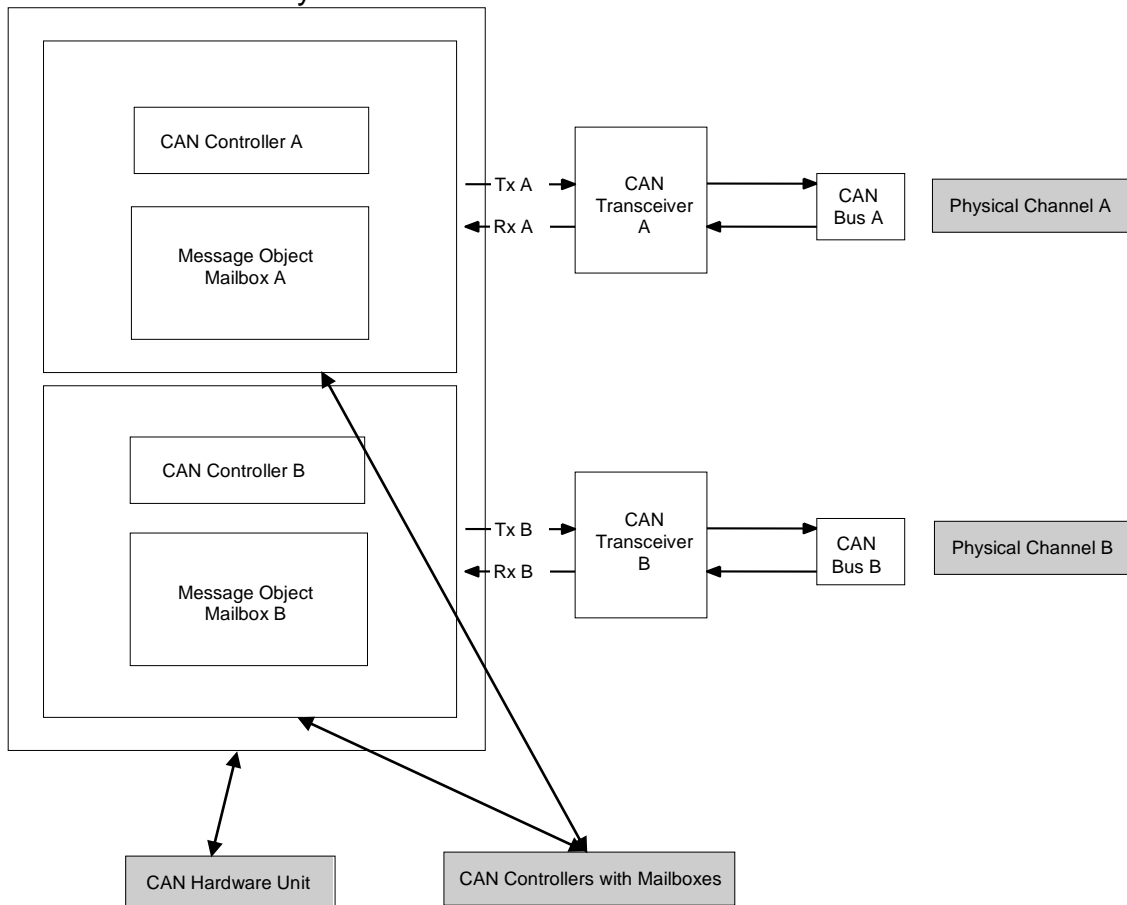 CAN Controller A
Message Object
Mailbox A
Tx A
Rx A
CAN
Transceiver
A
CAN
Bus A
Physical Channel A
CAN Controller B
Message Object
Mailbox B
Tx B
Rx B
CAN
Transceiver
B
CAN
Bus B
Physical Channel B
CAN Hardware Unit
CAN Controllers with Mailboxes